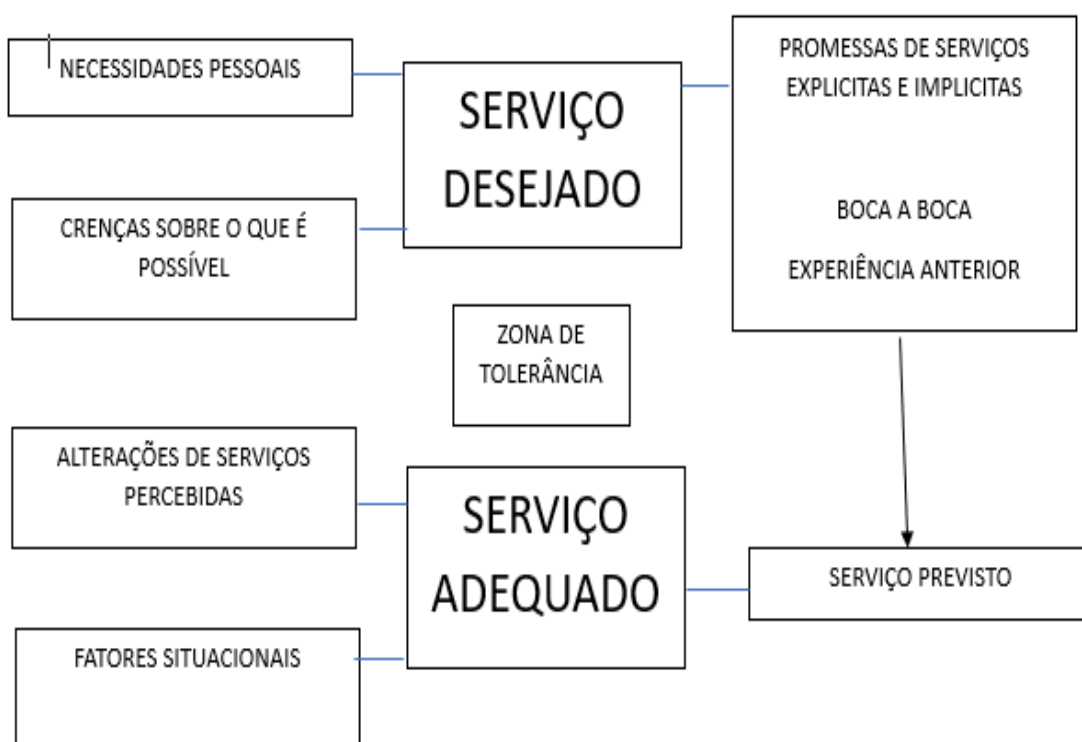 NECESSIDADES PESSOAIS
CRENÇAS SOBRE O QUE É
POSSÍVEL
SERVIÇO
DESEJADO
PROMESSAS DE SERVIÇOS
EXPLICITAS E IMPLICITAS
BOCA A BOCA
EXPERIÊNCIA ANTERIOR
ZONA DE
TOLERÂNCIA
ALTERAÇÕES DE SERVIÇOS
PERCEBIDAS
FATORES SITUACIONAIS
SERVIÇO
ADEQUADO
SERVIÇO PREVISTO